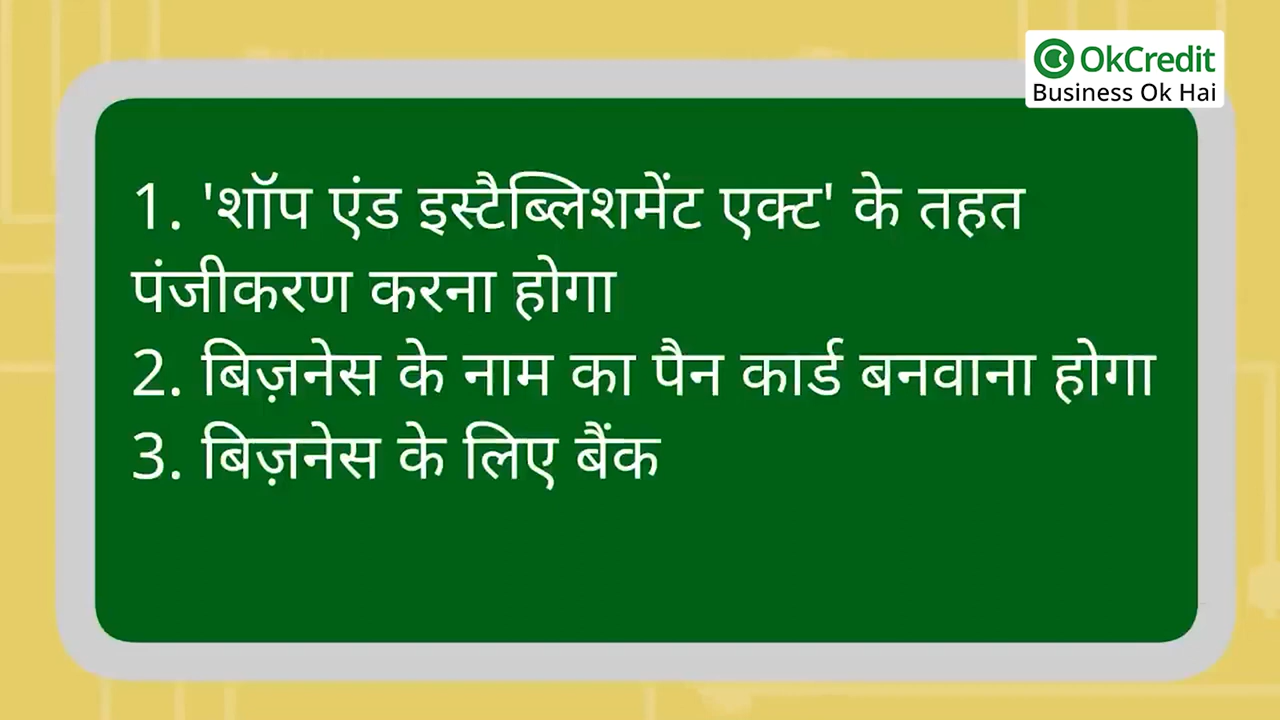 OkCredit
Business Ok Hai
1. 'शॉप एंड इस्टैब्लिशमेंट एक्ट' के तहत
पंजीकरण करना होगा
2. बिज़नेस के नाम का पैन कार्ड बनवाना होगा
3. बिज़नेस के लिए बैंक